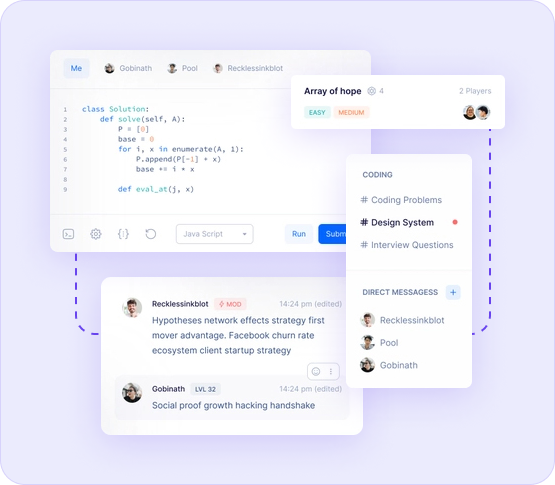 Me Gobinath Pool Recklessinkblot
Array of hope 4 2 Players
EASY MEDIUM
1 class Solution:
2 def solve(self, A):
3 P = [0]
4 base = 0
5 for i, x in enumerate(A, 1):
6 P.append(P[-1] + x)
7 base += i * x
8
9 def eval_at(j, x)
{;} Java Script Run Subm
CODING
# Coding Problems
# Design System
# Interview Questions
DIRECT MESSAGESS +
Recklessinkblot
Pool
Gobinath
Recklessinkblot MOD 14:24 pm (edited)
Hypotheses network effects strategy first
mover advantage. Facebook churn rate
ecosystem client startup strategy
Gobinath LVL 32 14:24 pm (edited)
Social proof growth hacking handshake